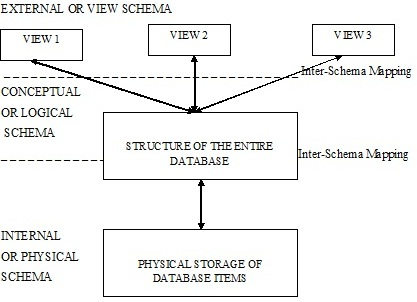 EXTERNAL OR VIEW SCHEMA
VIEW 1
VIEW 2
VIEW 3
Inter-Schema Mapping
CONCEPTUAL
OR LOGICAL
SCHEMA
STRUCTURE OF THE ENTIRE
DATABASE
Inter-Schema Mapping
INTERNAL
OR PHYSICAL
SCHEMA
PHYSICAL STORAGE OF
DATABASE ITEMS